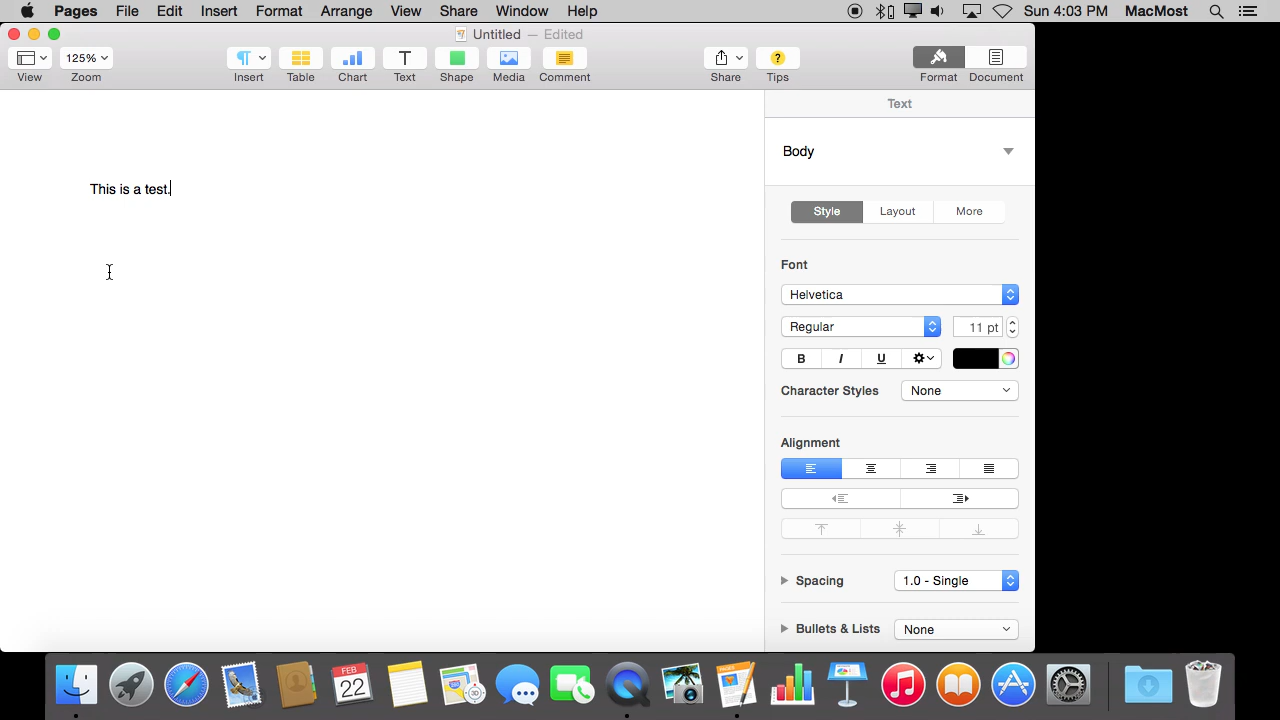 Pages File Edit Insert Format Arrange View Share Window Help Sun 4:03 PM MacMost
Untitled — Edited
125%
View Zoom Insert Table Chart Text Shape Media Comment Share Tips Format Document
Text
Body
This is a test.
Style Layout More
Font
Helvetica
Regular 11 pt
B I U
Character Styles None
Alignment
Spacing 1.0 - Single
Bullets & Lists None
FEB
22
3D
PAGES